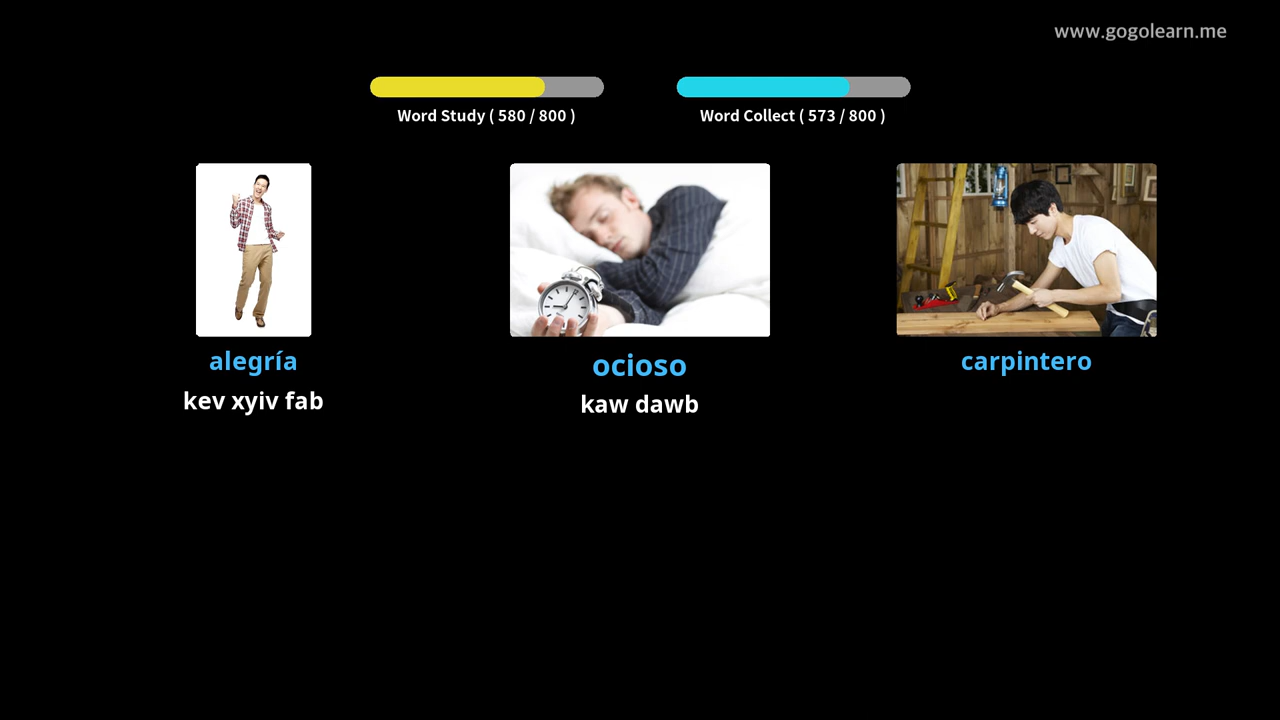 www.gogolearn.me
Word Study ( 580 / 800 )
Word Collect ( 573 / 800 )
alegría
kev xyiv fab
ocioso
kaw dawb
carpintero